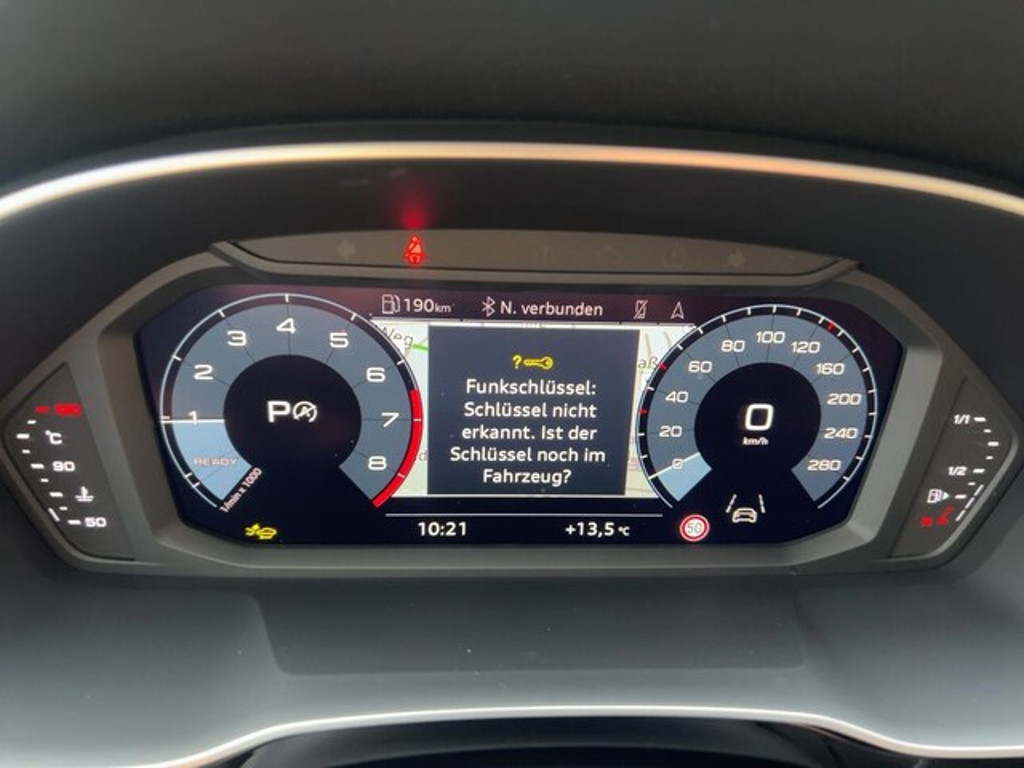 190km
N. verbunden
Weg
aß
? 
Funkschlüssel:
Schlüssel nicht
erkannt. Ist der
Schlüssel noch im
Fahrzeug?
1
2
3
4
5
6
7
8
READY
1/min x 1000
P
A
0
20
40
60
80
100
120
160
200
240
280
0
km/h
°C
90
50
1/1
1/2
10:21
+13,5 °C
50